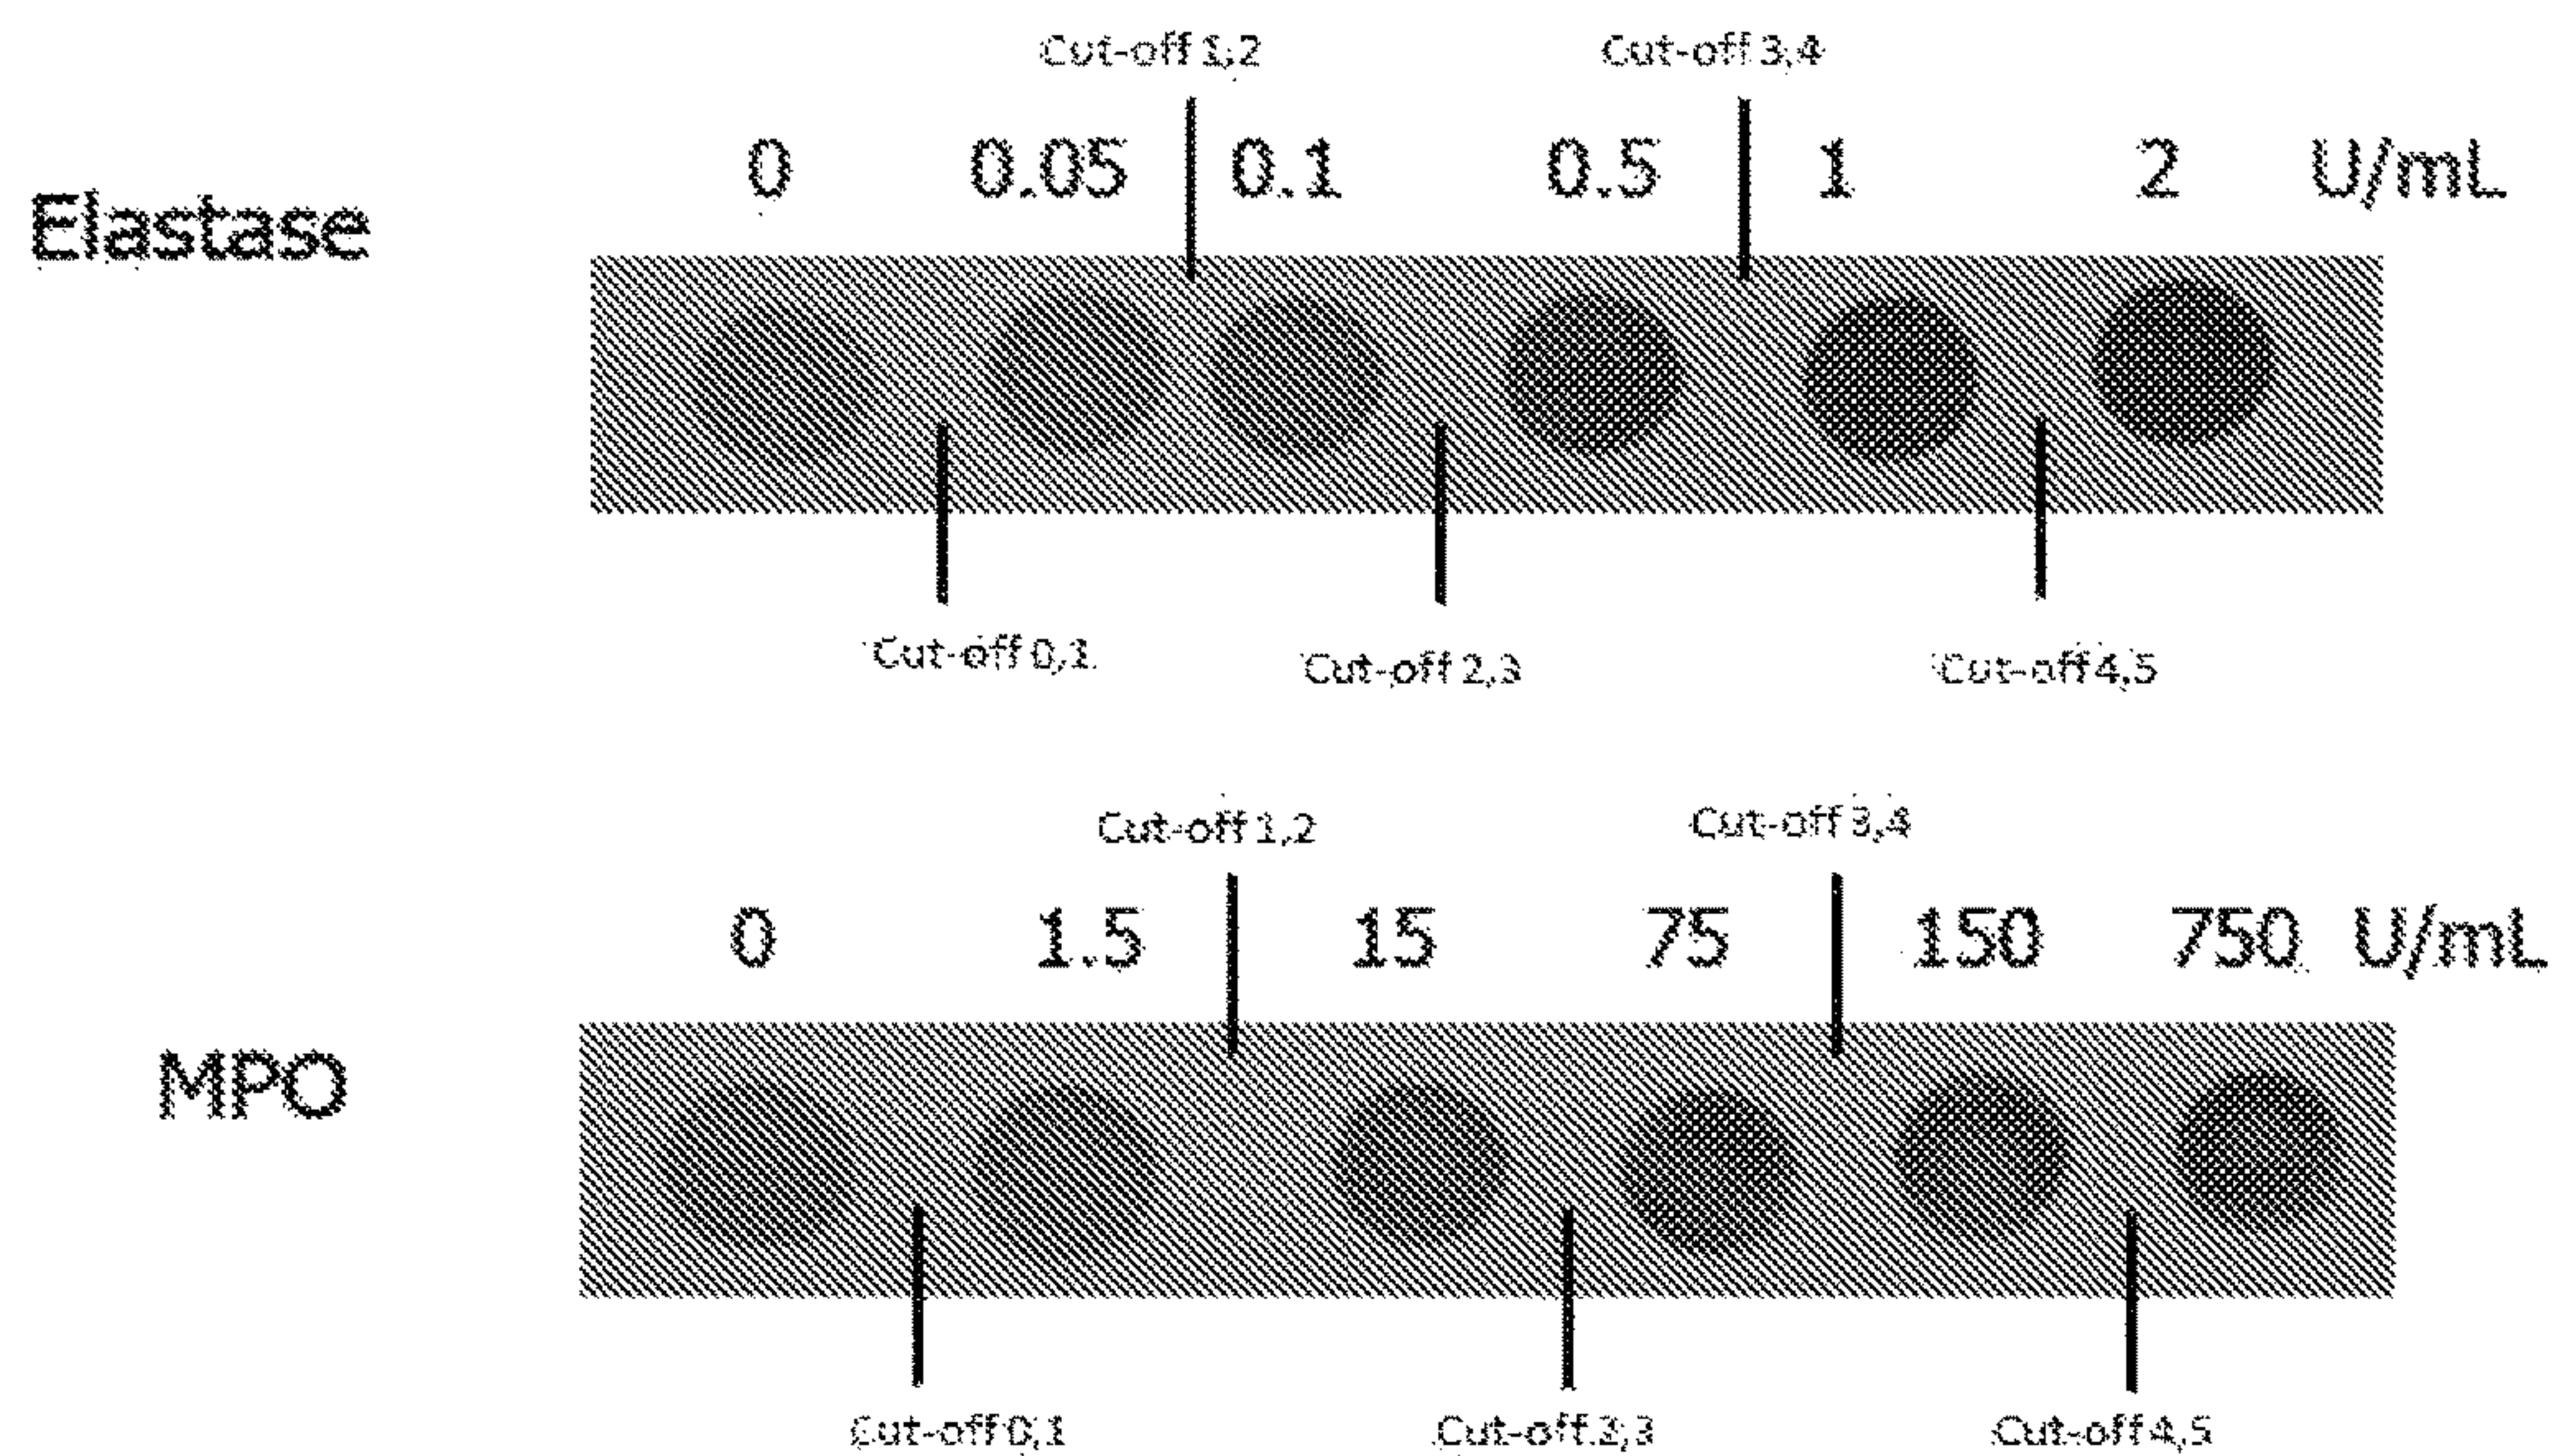 Cut-off 1,2 Cut-off 3,4
0 0.05 0.1 0.5 1 2 U/mL
Elastase
Cut-off 0,1 Cut-off 2,3 Cut-off 4,5
Cut-off 1,2 Cut-off 3,4
0 1.5 15 75 150 750 U/mL
MPO
Cut-off 0,1 Cut-off 2,3 Cut-off 4,5